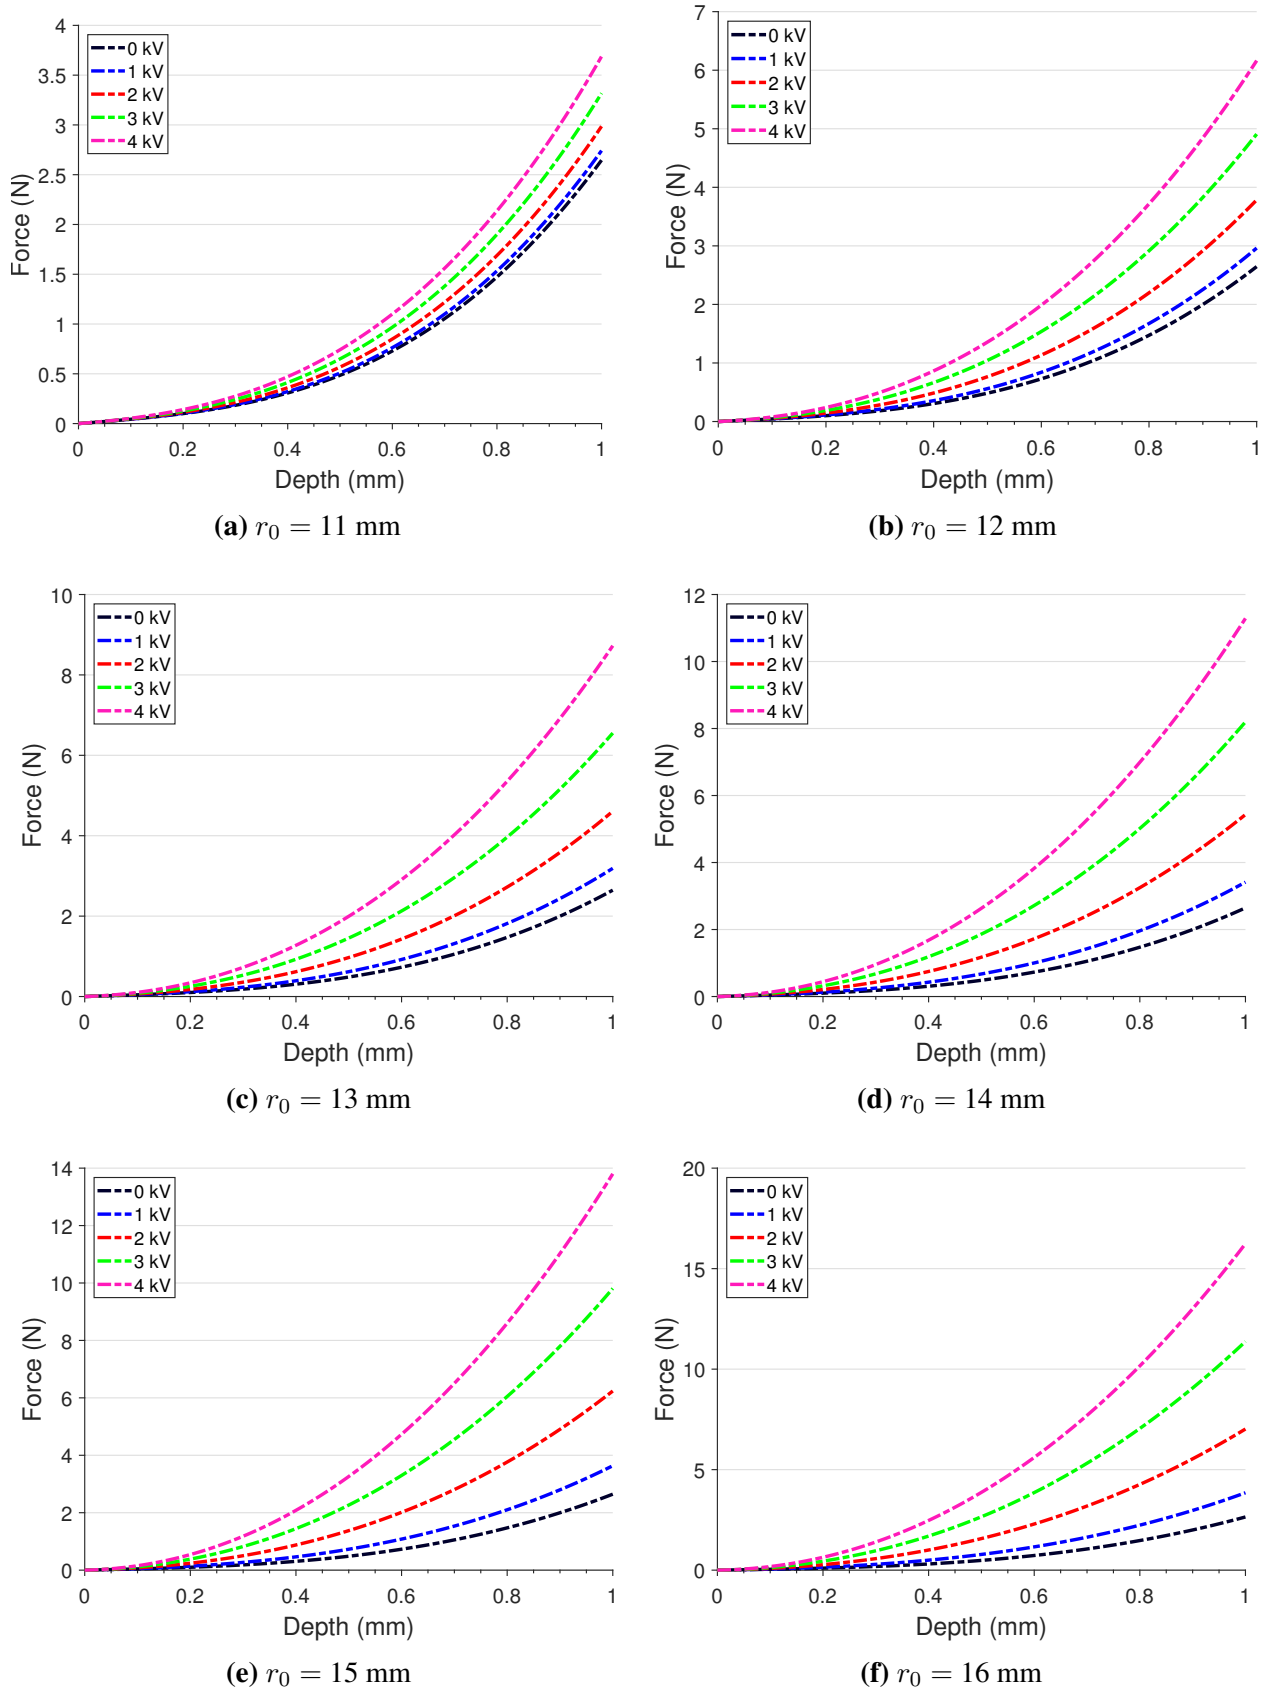 4
3.5
3
2.5
2
1.5
1
0.5
0
Force (N)
0 kV
1 kV
2 kV
3 kV
4 kV
0 0.2 0.4 0.6 0.8 1
Depth (mm)
(a) r0 = 11 mm
7
6
5
4
3
2
1
0
Force (N)
0 kV
1 kV
2 kV
3 kV
4 kV
0 0.2 0.4 0.6 0.8 1
Depth (mm)
(b) r0 = 12 mm
10
8
6
4
2
0
Force (N)
0 kV
1 kV
2 kV
3 kV
4 kV
0 0.2 0.4 0.6 0.8 1
Depth (mm)
(c) r0 = 13 mm
12
10
8
6
4
2
0
Force (N)
0 kV
1 kV
2 kV
3 kV
4 kV
0 0.2 0.4 0.6 0.8 1
Depth (mm)
(d) r0 = 14 mm
14
12
10
8
6
4
2
0
Force (N)
0 kV
1 kV
2 kV
3 kV
4 kV
0 0.2 0.4 0.6 0.8 1
Depth (mm)
(e) r0 = 15 mm
20
15
10
5
0
Force (N)
0 kV
1 kV
2 kV
3 kV
4 kV
0 0.2 0.4 0.6 0.8 1
Depth (mm)
(f) r0 = 16 mm